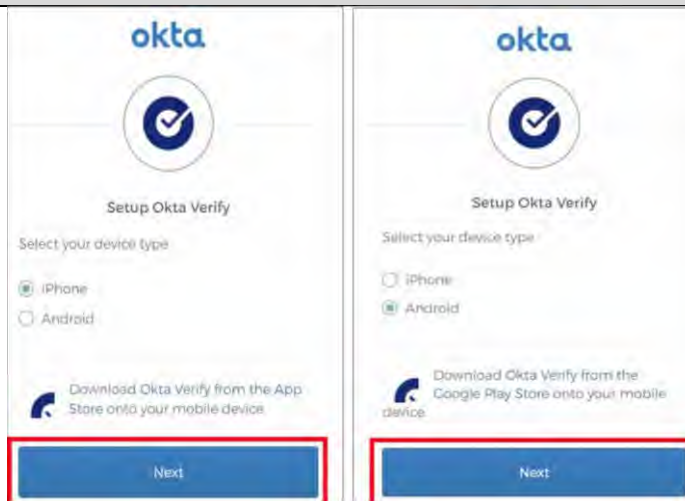 okta
Setup Okta Verify
Select your device type
iPhone
Android
Download Okta Verify from the App
Store onto your mobile device
Next
okta
Setup Okta Verify
Select your device type
iPhone
Android
Download Okta Verify from the
Google Play Store onto your mobile
device
Next